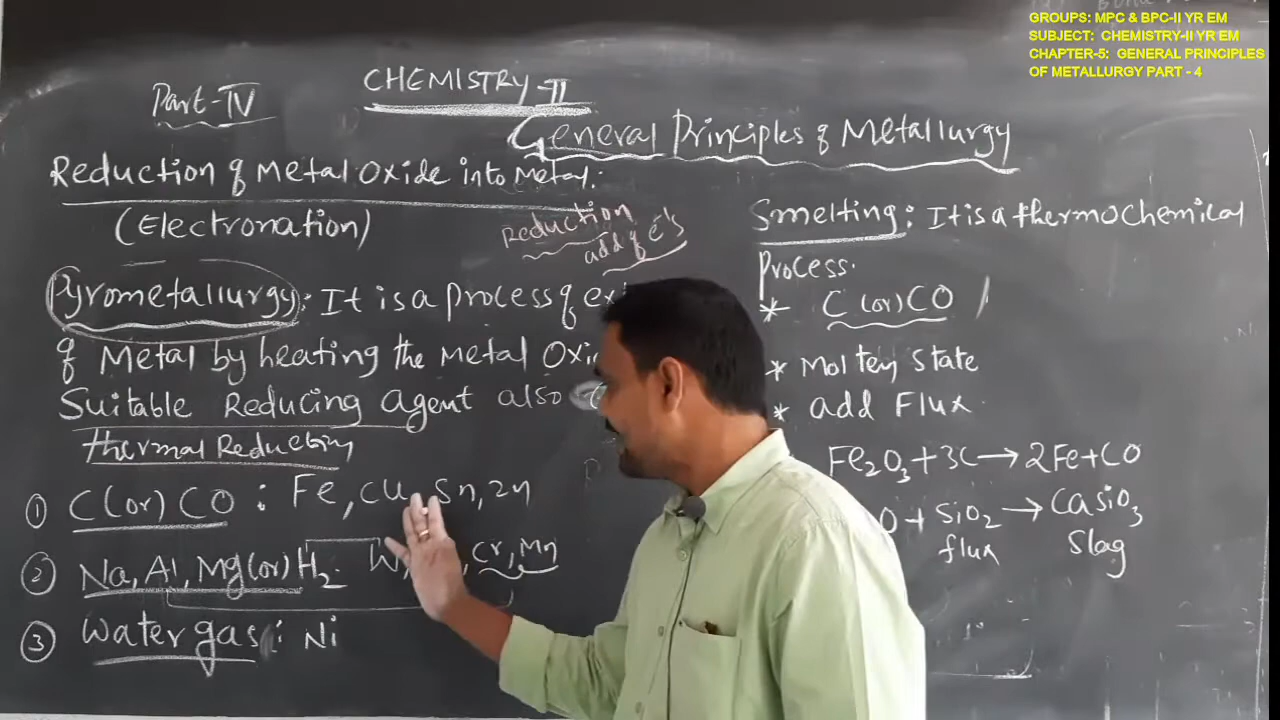 GROUPS: MPC & BPC-II YR EM
SUBJECT: CHEMISTRY-II YR EM
CHAPTER-5: GENERAL PRINCIPLES
OF METALLURGY PART - 4
Part-IV
CHEMISTRY-II
General Principles of Metallurgy
Reduction of Metal Oxide into Metal:
(Electronation)
Reduction
add of e's
Pyrometallurgy: It is a process of
of Metal by heating the Metal
Suitable Reducing agent also
thermal Reduction
① C (or) CO : Fe, Cu, Sn, Zn
② Na, Al, Mg (or) H₂. W, Cr, Mn
③ Water gas : Ni
Smelting: It is a thermochemical
Process.
* C (or) CO
* Molten State
* add Flux.
Fe₂O₃ + 3C → 2Fe + CO
O + SiO₂ → CaSiO₃
flux Slag